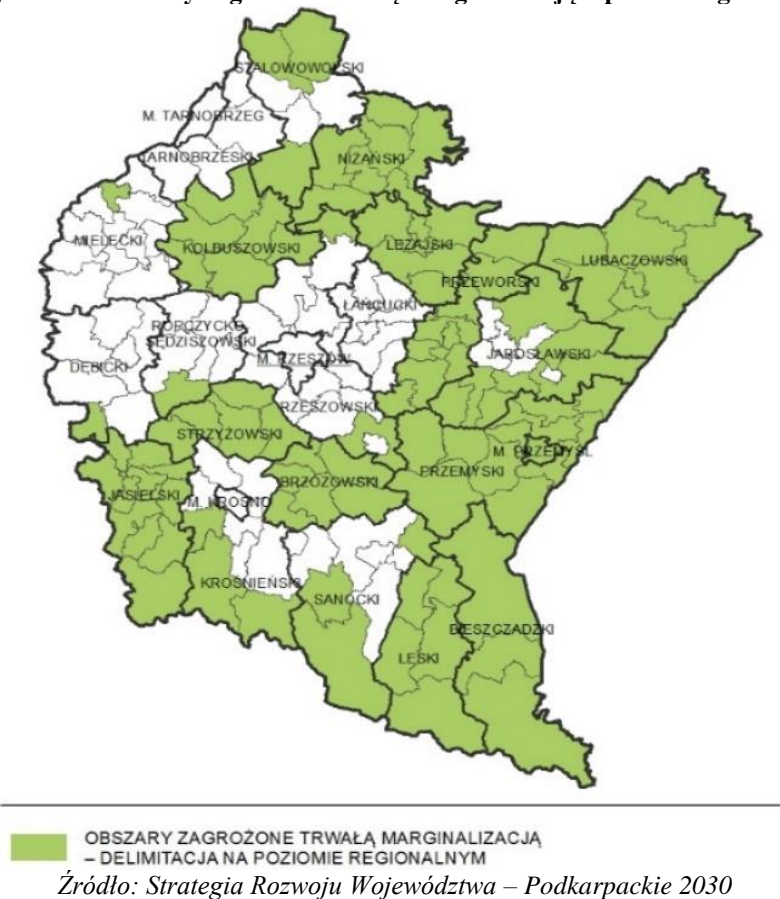 STALOWOWOLSKI
M. TARNOBRZEG
TARNOBRZESKI
NIŻAŃSKI
MIELECKI
KOLBUSZOWSKI
LEŻAJSKI
LUBACZOWSKI
PRZEWORSKI
ŁAŃCUCKI
ROPCZYCKO
SĘDZISZOWSKI
JAROSŁAWSKI
M. RZESZÓW
DĘBICKI
RZESZOWSKI
STRZYŻOWSKI
M. PRZEMYŚL
PRZEMYSKI
BRZOZOWSKI
JASIELSKI
M. KROSNO
KROŚNIEŃSKI
SANOCKI
BIESZCZADZKI
LESKI
OBSZARY ZAGROŻONE TRWAŁĄ MARGINALIZACJĄ
– DELIMITACJA NA POZIOMIE REGIONALNYM
Źródło: Strategia Rozwoju Województwa – Podkarpackie 2030